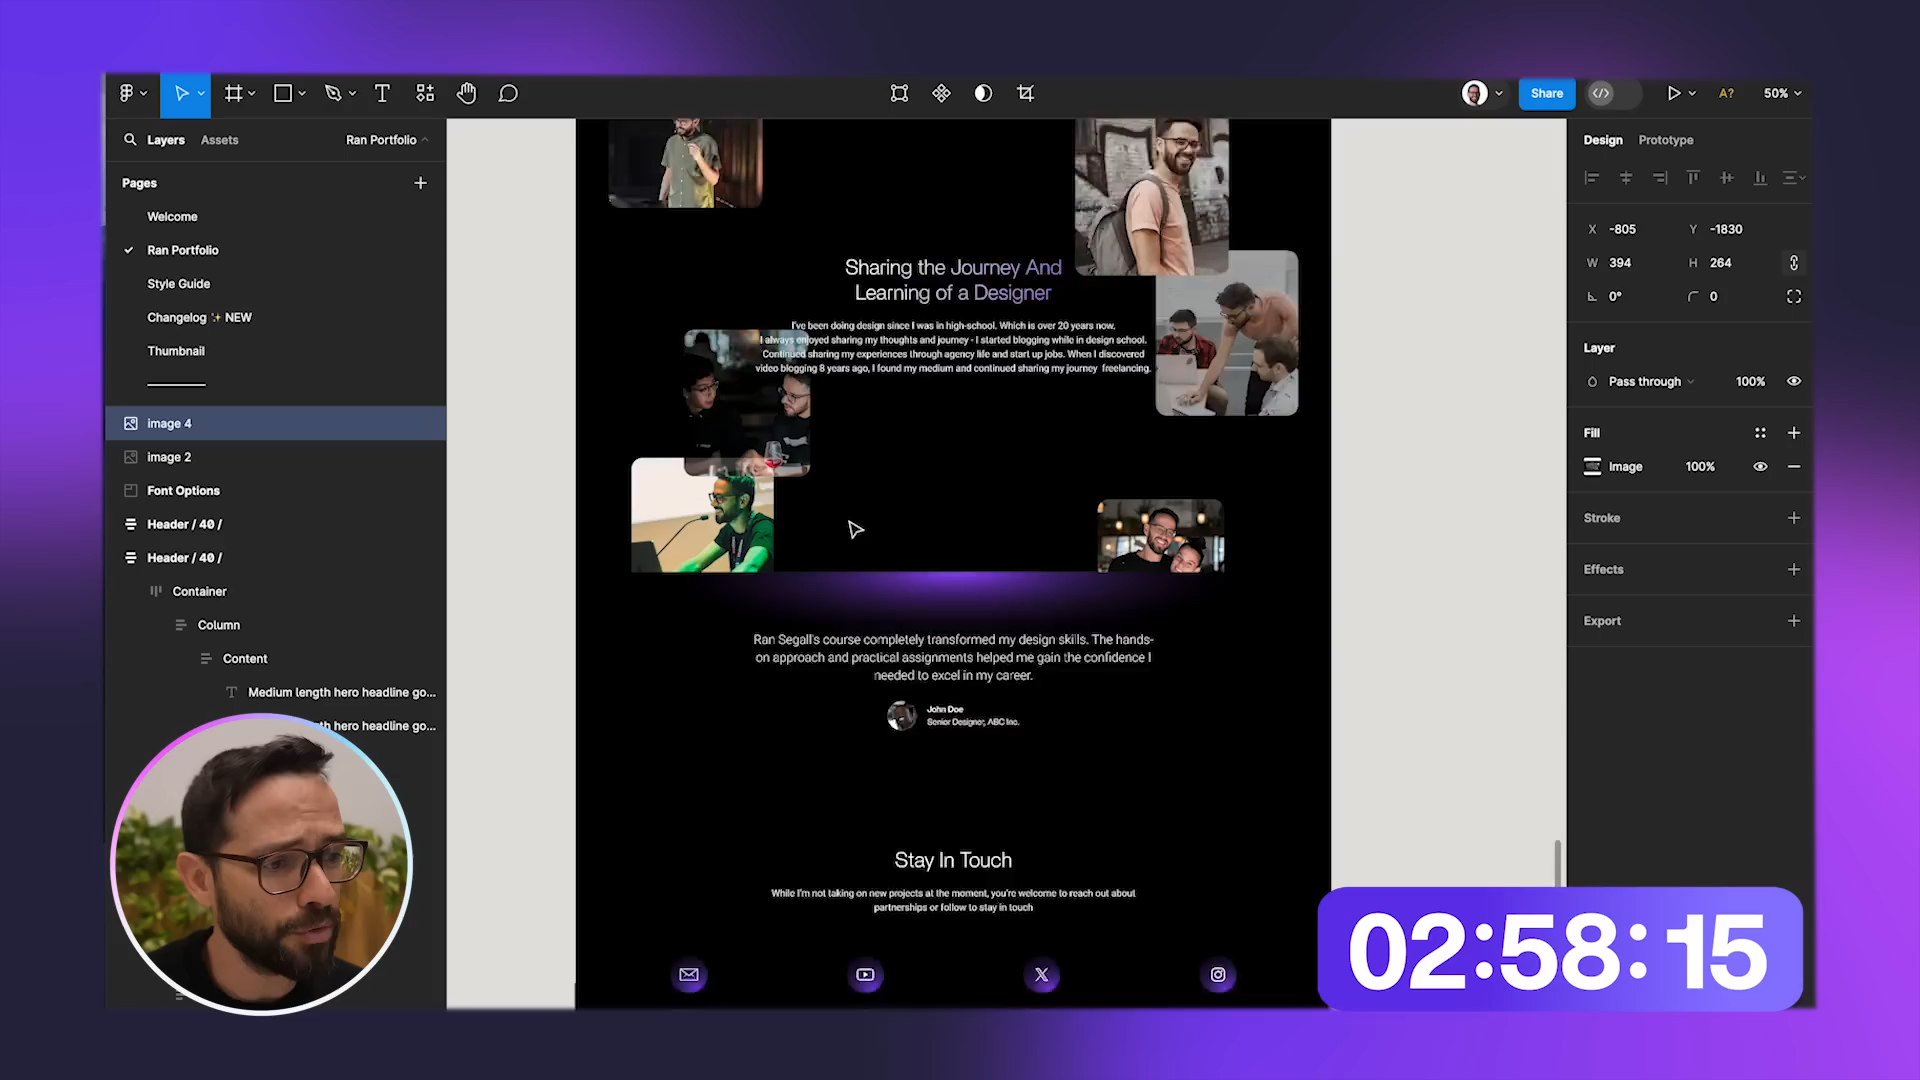 Share
A?
50%
Layers
Assets
Ran Portfolio
Pages
Welcome
Ran Portfolio
Style Guide
Changelog ✨ NEW
Thumbnail
image 4
image 2
Font Options
Header / 40 /
Header / 40 /
Container
Column
Content
Medium length hero headline go...
hero headline go...
Sharing the Journey And
Learning of a Designer
I've been doing design since I was in high-school. Which is over 20 years now.
I always enjoyed sharing my thoughts and journey - I started blogging while in design school.
Continued sharing my experiences through agency life and start up jobs. When I discovered
video blogging 8 years ago, I found my medium and continued sharing my journey freelancing.
Ran Segall's course completely transformed my design skills. The hands-
on approach and practical assignments helped me gain the confidence I
needed to excel in my career.
John Doe
Senior Designer, ABC Inc.
Stay In Touch
While I'm not taking on new projects at the moment, you're welcome to reach out about
partnerships or follow to stay in touch
Design
Prototype
X -805
Y -1830
W 394
H 264
0°
0
Layer
Pass through
100%
Fill
Image
100%
Stroke
Effects
Export
02:58:15